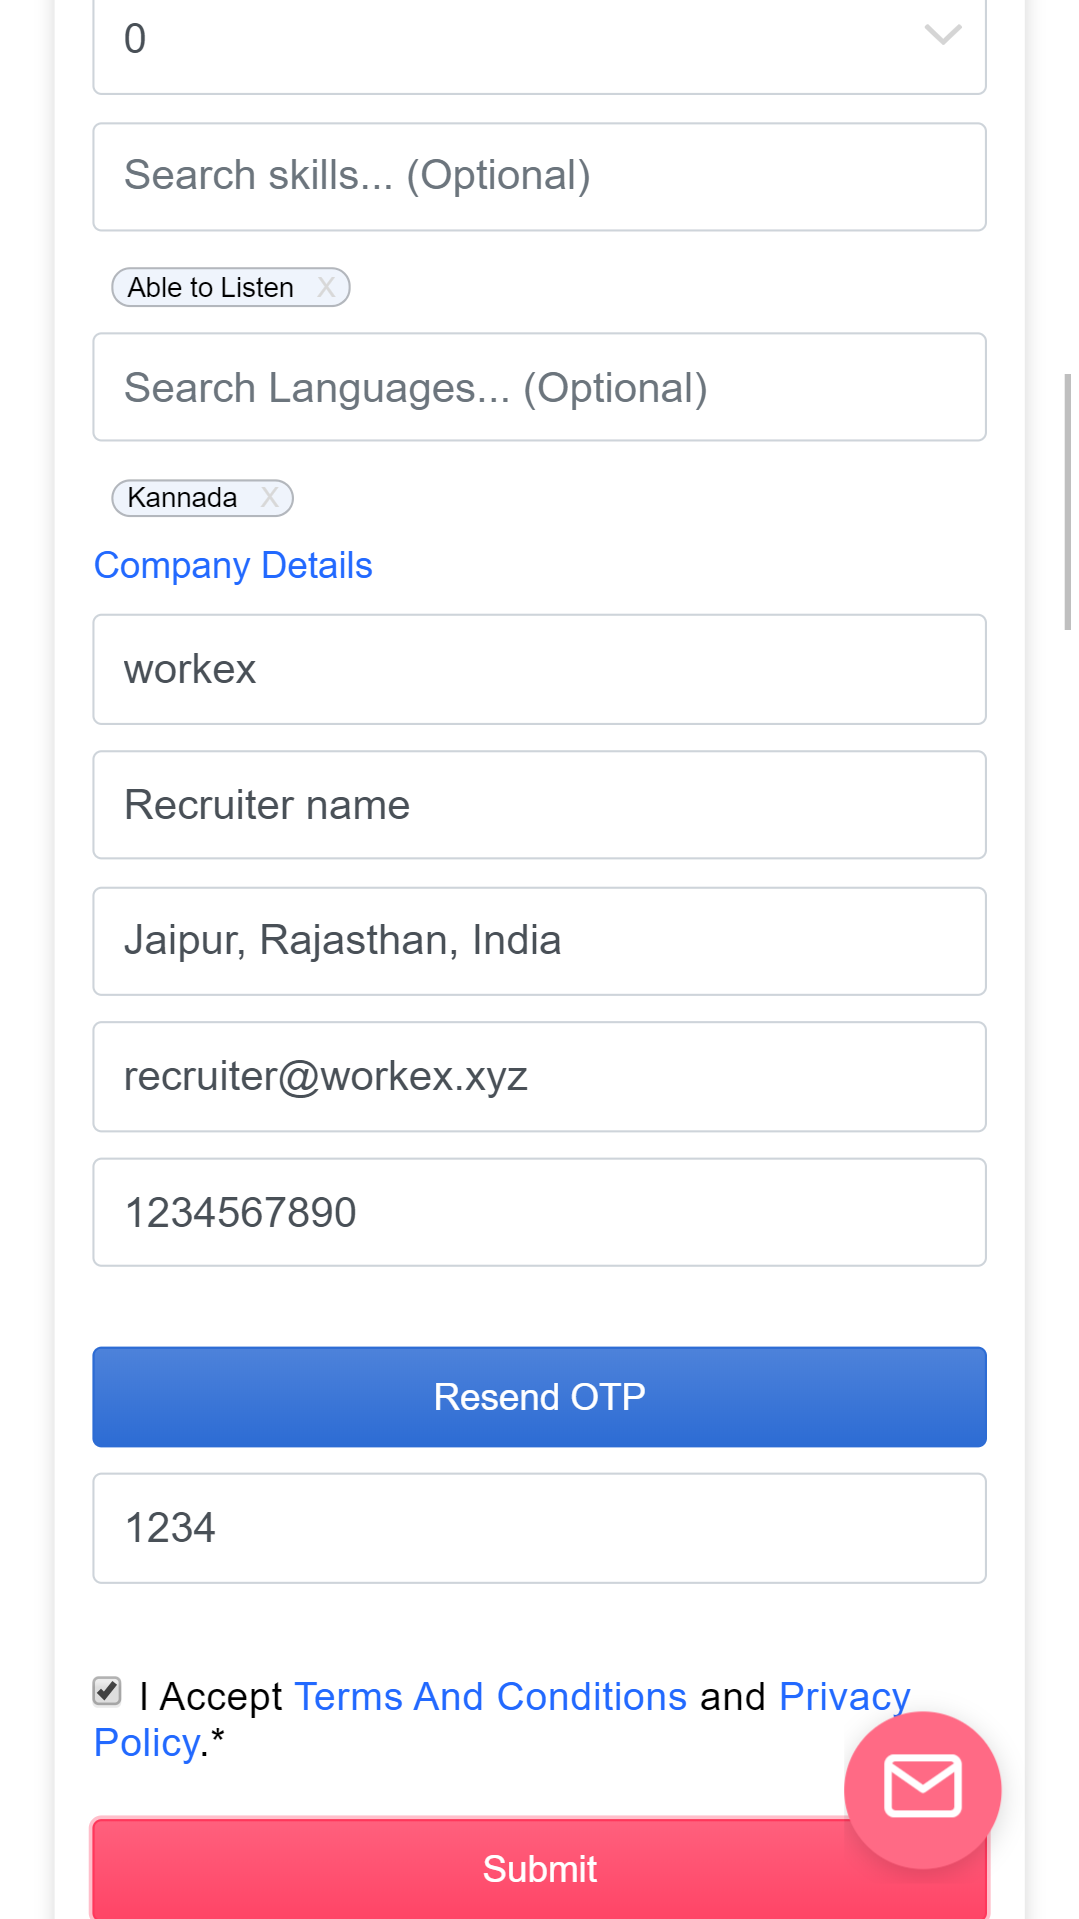 0
Search skills... (Optional)
Able to Listen X
Search Languages... (Optional)
Kannada X
Company Details
workex
Recruiter name
Jaipur, Rajasthan, India
recruiter@workex.xyz
1234567890
Resend OTP
1234
I Accept Terms And Conditions and Privacy
Policy.*
Submit